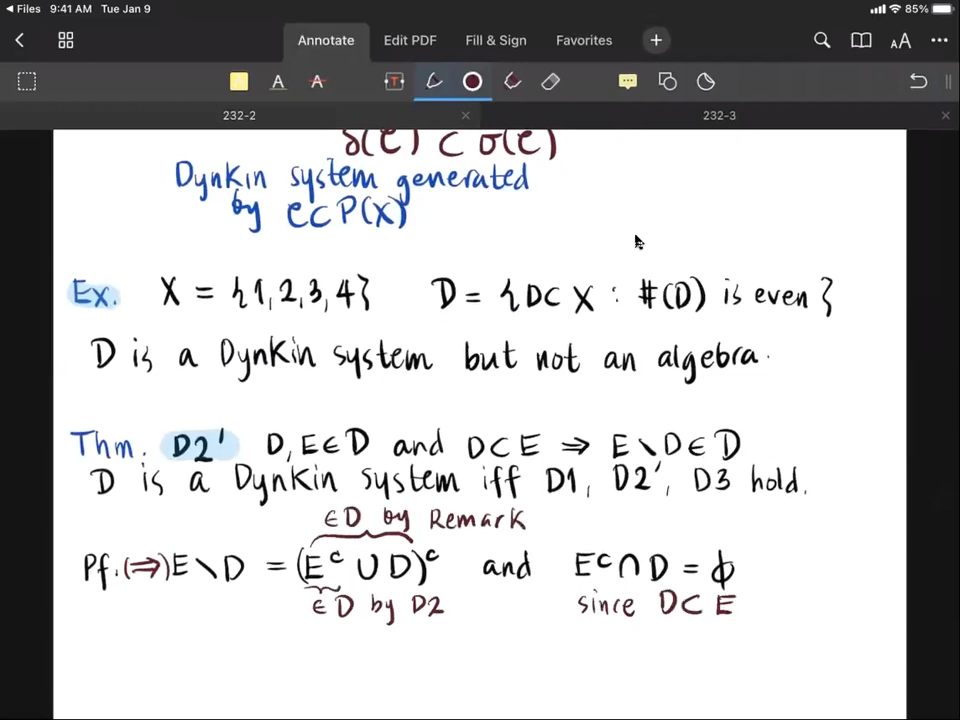 Files 9:41 AM Tue Jan 9 85%
Annotate Edit PDF Fill & Sign Favorites
232-2 232-3
δ(C) ⊂ σ(C)
Dynkin system generated
by C ⊂ P(X)
Ex. X = {1, 2, 3, 4} D = {D ⊂ X : #(D) is even}
D is a Dynkin system but not an algebra.
Thm. D2' D, E ∈ D and D ⊂ E ⇒ E \ D ∈ D
D is a Dynkin system iff D1, D2', D3 hold.
∈ D by Remark
Pf. (⇒) E \ D = (Eᶜ ∪ D)ᶜ and Eᶜ ∩ D = ϕ
∈ D by D2 since D ⊂ E